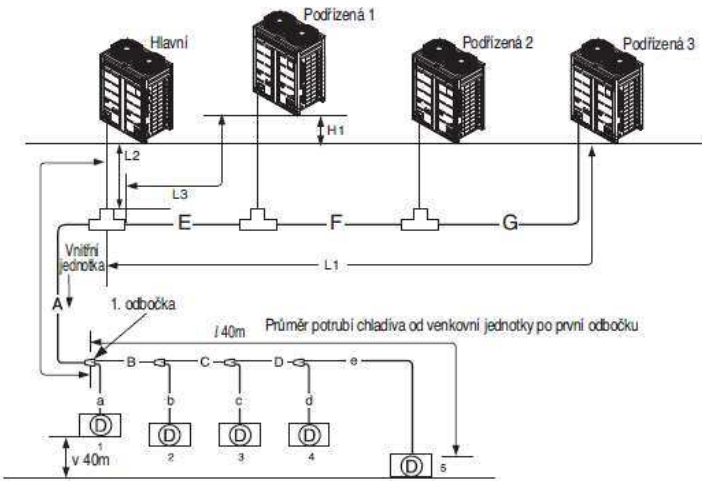 Podřízená 1
Hlavní
Podřízená 2
Podřízená 3
H1
L2
L3
E
F
G
Vnitřní
jednotka
L1
A
1. odbočka
l 40m
Průměr potrubí chladíva od venkovní jednotky po první odbočku
B
C
D
e
a
b
c
d
D
D
D
D
D
1
2
3
4
5
v 40m